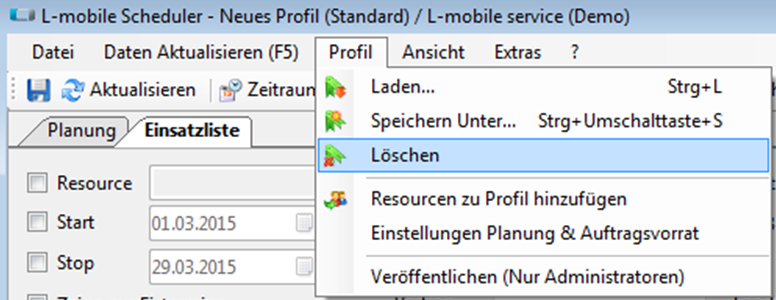 L-mobile Scheduler - Neues Profil (Standard) / L-mobile service (Demo)
Datei Daten Aktualisieren (F5) Profil Ansicht Extras ?
Aktualisieren Zeitraum
Laden... Strg+L
Speichern Unter... Strg+Umschalttaste+S
Löschen
Resourcen zu Profil hinzufügen
Einstellungen Planung & Auftragsvorrat
Veröffentlichen (Nur Administratoren)
Planung Einsatzliste
Resource
Start 01.03.2015
Stop 29.03.2015